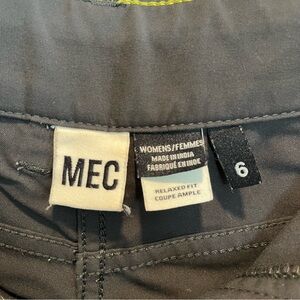 MEC
WOMENS/FEMMES
MADE IN INDIA
FABRIQUÉ EN INDE
RELAXED FIT
COUPE AMPLE
6